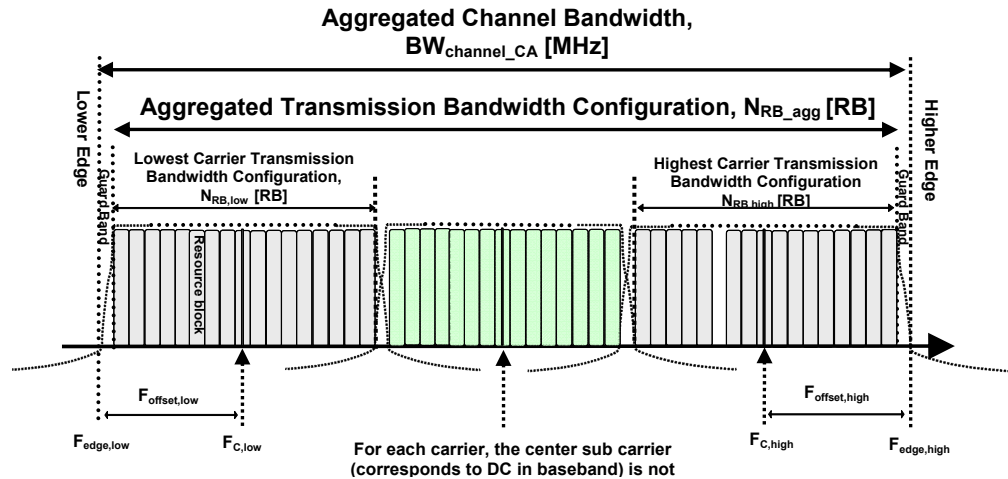 Aggregated Channel Bandwidth,
BWchannel_CA [MHz]
Lower Edge
Aggregated Transmission Bandwidth Configuration, NRB_agg [RB]
Higher Edge
Guard Band
Lowest Carrier Transmission
Bandwidth Configuration,
NRB,low [RB]
Highest Carrier Transmission
Bandwidth Configuration
NRB,high [RB]
Guard Band
Resource block
Foffset,low
Foffset,high
Fedge,low
FC,low
FC,high
Fedge,high
For each carrier, the center sub carrier
(corresponds to DC in baseband) is not